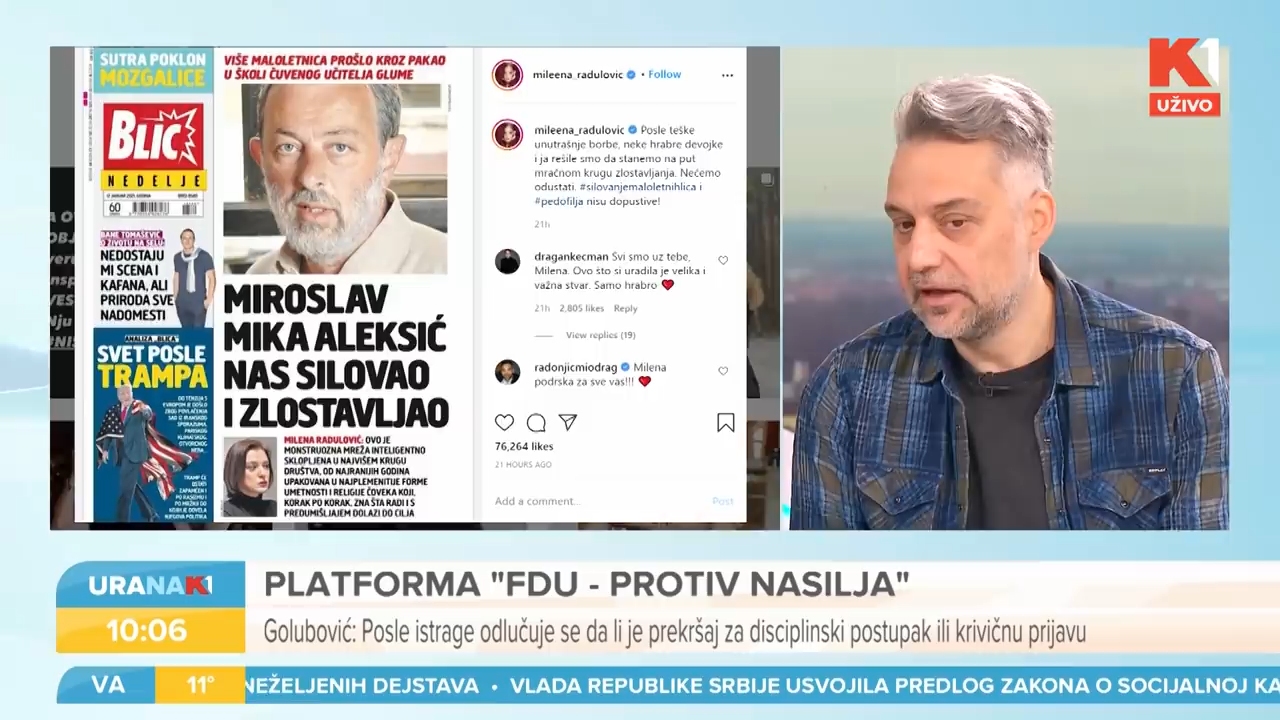 SUTRA POKLON
MOZGALICE
BLIC
NEDELJE
60
DANE TOMAŠEVIĆ
O ŽIVOTU NA SELU:
NEDOSTAJU
MI SCENA I
KAFANA, ALI
PRIRODA SVE
NADOMESTI
ANALIZA „BLICA”
SVET POSLE
TRAMPA
VIŠE MALOLETNICA PROŠLO KROZ PAKAO
U ŠKOLI ČUVENOG UČITELJA GLUME
MIROSLAV
MIKA ALEKSIĆ
NAS SILOVAO
I ZLOSTAVLJAO
MILENA RADULOVIĆ: OVO JE
MONSTRUOZNA MREŽA INTELIGENTNO
SKLOPLJENA U NAJVIŠEM KRUGU
DRUŠTVA, OD NAJRANIJIH GODINA
UPAKOVANA U NAJPLEMENITIJE FORME
UMETNOSTI I RELIGIJE ČOVEKA KOJI,
KORAK PO KORAK, ZNA ŠTA RADI I S
PREDUMIŠLJAJEM DOLAZI DO CILJA
mileena_radulovic • Follow
mileena_radulovic Posle teške
unutrašnje borbe, neke hrabre devojke
i ja rešile smo da stanemo na put
mračnom krugu zlostavljanja. Nećemo
odustati. #silovanjemaloletnihlica i
#pedofilija nisu dopustive!
21h
dragankecman Svi smo uz tebe,
Milena. Ovo što si uradila je velika i
važna stvar. Samo hrabro ❤
21h 2,805 likes Reply
View replies (19)
radonjicmiodrag Milena
podrska za sve vas!!! ❤
76,264 likes
21 HOURS AGO
Add a comment... Post
K1
UŽIVO
REPLAY
URANAK1
10:06
PLATFORMA "FDU - PROTIV NASILJA"
Golubović: Posle istrage odlučuje se da li je prekršaj za disciplinski postupak ili krivičnu prijavu
VA 11° NEŽELJENIH DEJSTAVA • VLADA REPUBLIKE SRBIJE USVOJILA PREDLOG ZAKONA O SOCIJALNOJ KA